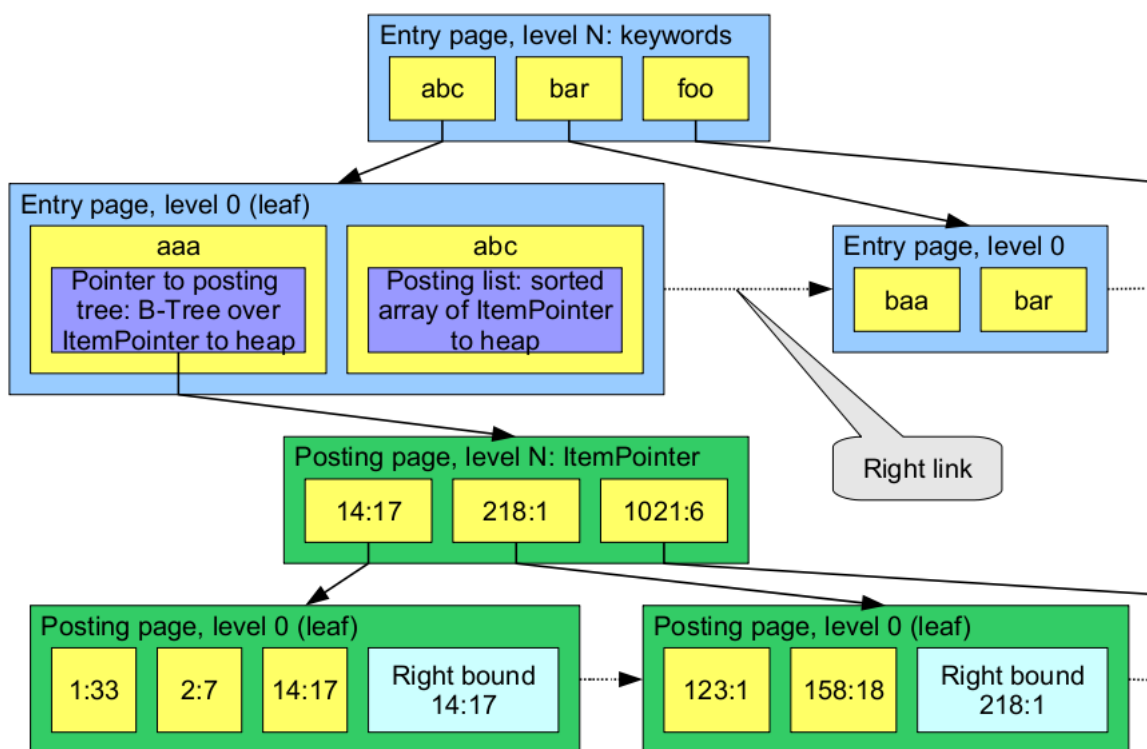 Entry page, level N: keywords
abc
bar
foo
Entry page, level 0 (leaf)
aaa
Pointer to posting
tree: B-Tree over
ItemPointer to heap
abc
Posting list: sorted
array of ItemPointer
to heap
Entry page, level 0
baa
bar
Right link
Posting page, level N: ItemPointer
14:17
218:1
1021:6
Posting page, level 0 (leaf)
1:33
2:7
14:17
Right bound
14:17
Posting page, level 0 (leaf)
123:1
158:18
Right bound
218:1